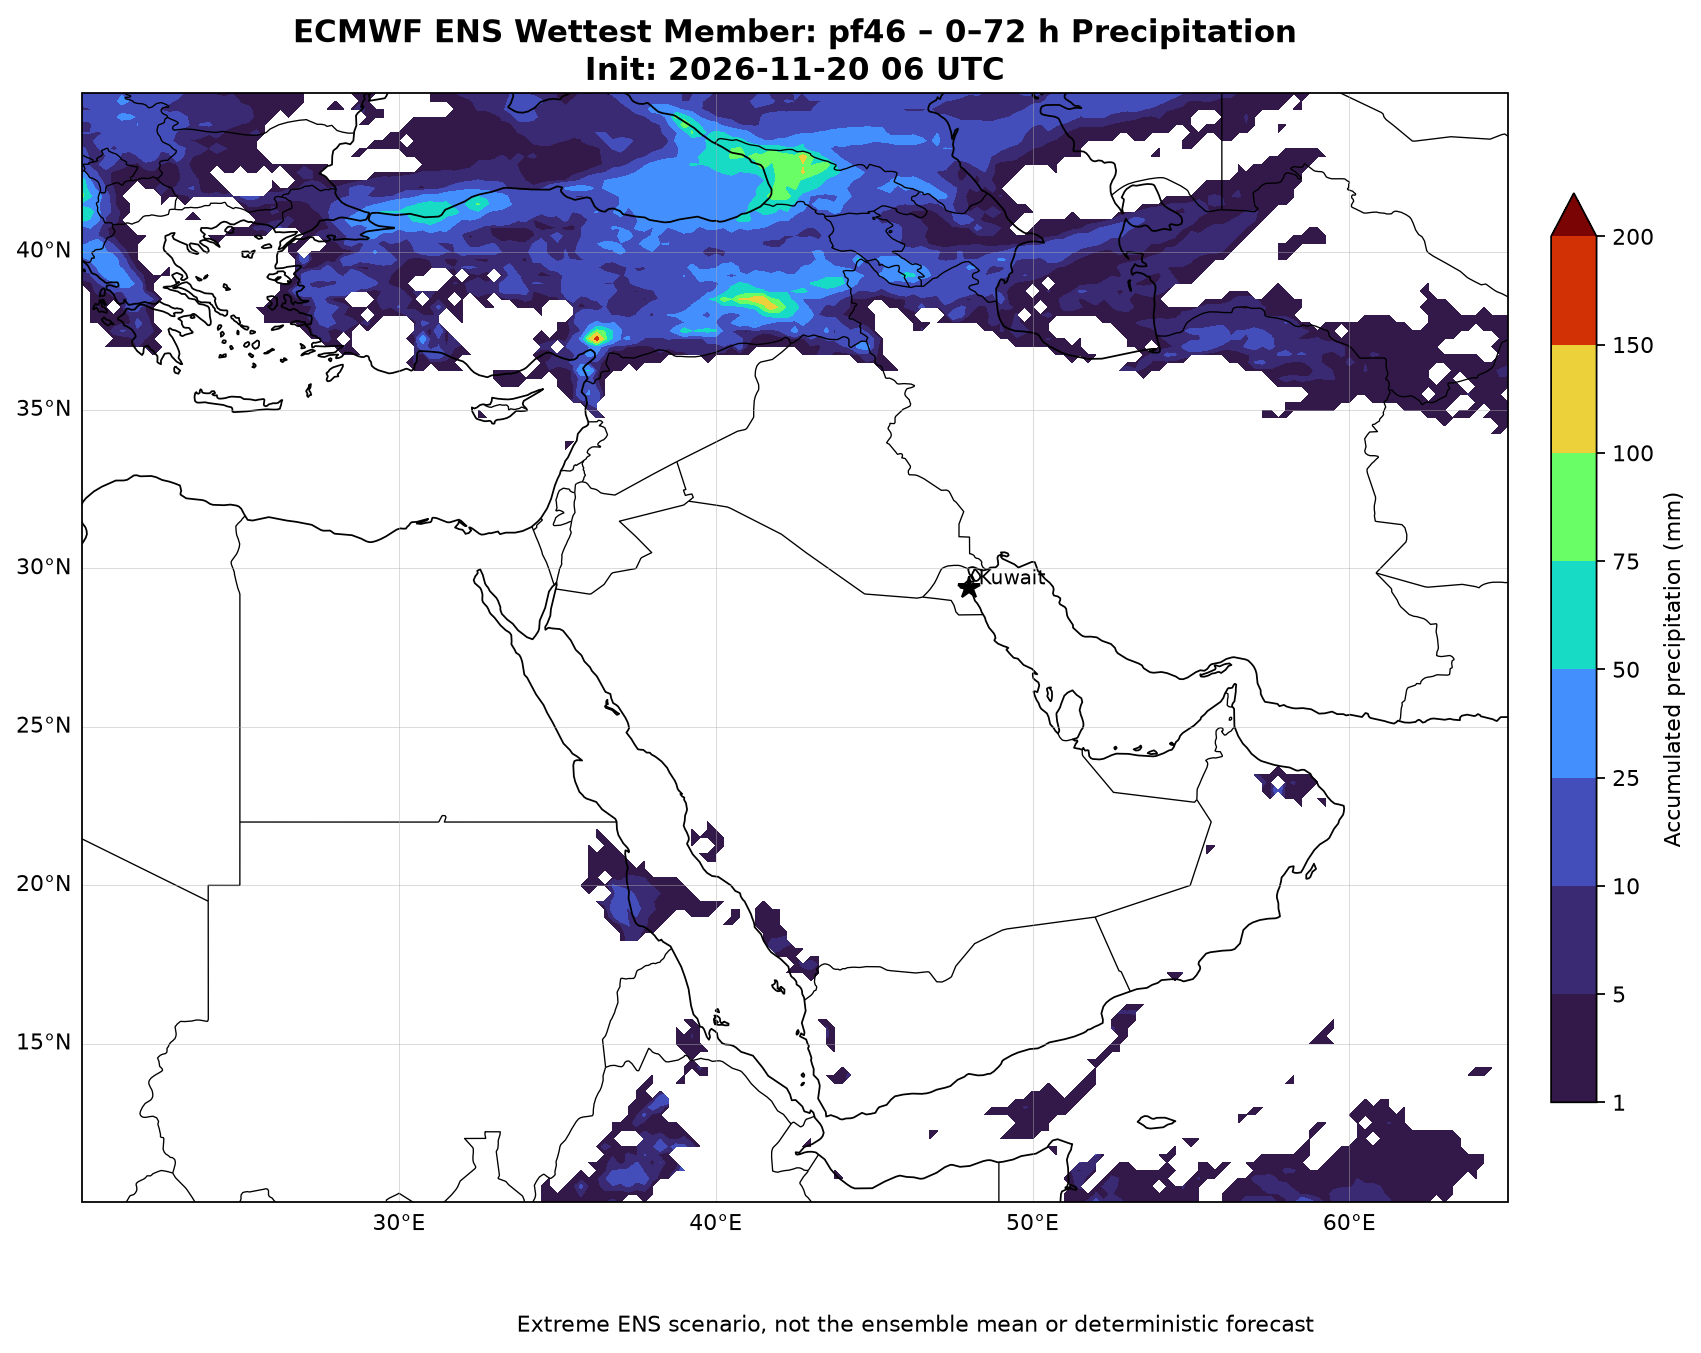 ECMWF ENS Wettest Member: pf46 – 0–72 h Precipitation
Init: 2026-11-20 06 UTC
40°N
35°N
30°N
25°N
20°N
15°N
Kuwait
30°E
40°E
50°E
60°E
200
150
100
75
50
25
10
5
1
Accumulated precipitation (mm)
Extreme ENS scenario, not the ensemble mean or deterministic forecast